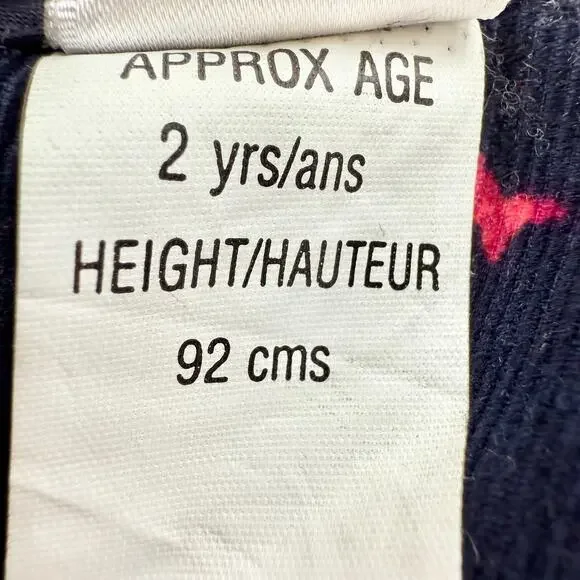 APPROX AGE
2 yrs/ans
HEIGHT/HAUTEUR
92 cms